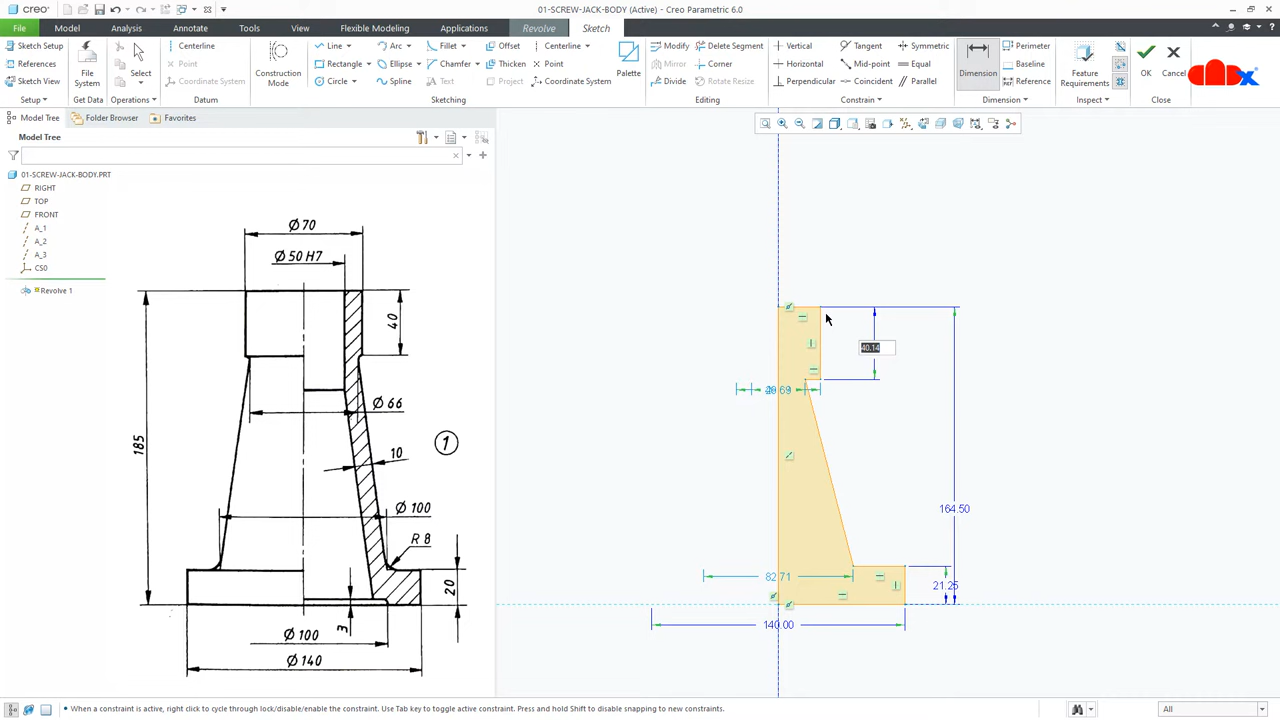 creo
01-SCREW-JACK-BODY (Active) - Creo Parametric 6.0
File Model Analysis Annotate Tools Flexible Modeling Applications View Revolve Sketch
Sketch Setup
References
Sketch View
Setup
File System
Get Data
Select
Operations
Centerline
Point
Coordinate System
Datum
Construction Mode
Line Arc Fillet Offset Centerline
Rectangle Ellipse Chamfer Thicken Point
Circle Spline Text Project Coordinate System
Palette
Sketching
Modify Delete Segment
Mirror Corner
Divide Rotate Resize
Editing
Vertical Tangent Symmetric
Horizontal Mid-point Equal
Perpendicular Coincident Parallel
Constrain
Dimension
Perimeter
Baseline
Reference
Dimension
Feature Requirements
Inspect
OK Cancel
Close
Model Tree Folder Browser Favorites
Model Tree
01-SCREW-JACK-BODY.PRT
RIGHT
TOP
FRONT
A_1
A_2
A_3
CS0
Revolve 1
Ø 70
Ø 50 H7
40
Ø 66
185
10
1
Ø 100
R 8
20
3
Ø 100
Ø 140
40.14
164.50
82.71
21.25
140.00
When a constraint is active, right click to cycle through lock/disable/enable the constraint. Use Tab key to toggle active constraint. Press and hold Shift to disable snapping to new constraints.
All